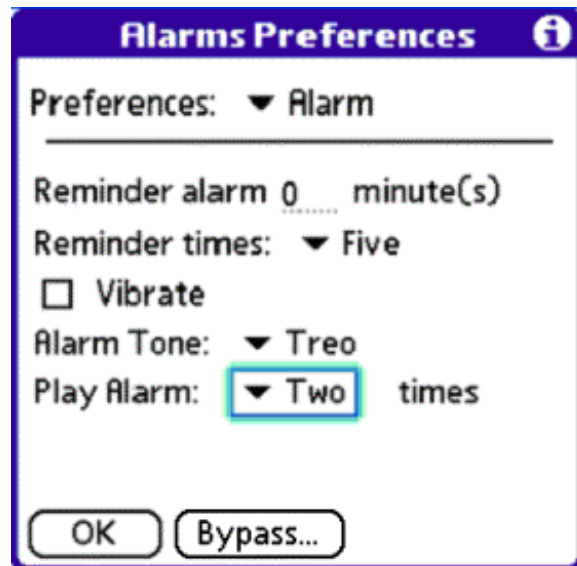 Alarms Preferences
Preferences: Alarm
Reminder alarm 0 minute(s)
Reminder times: Five
Vibrate
Alarm Tone: Treo
Play Alarm: Two times
OK Bypass...